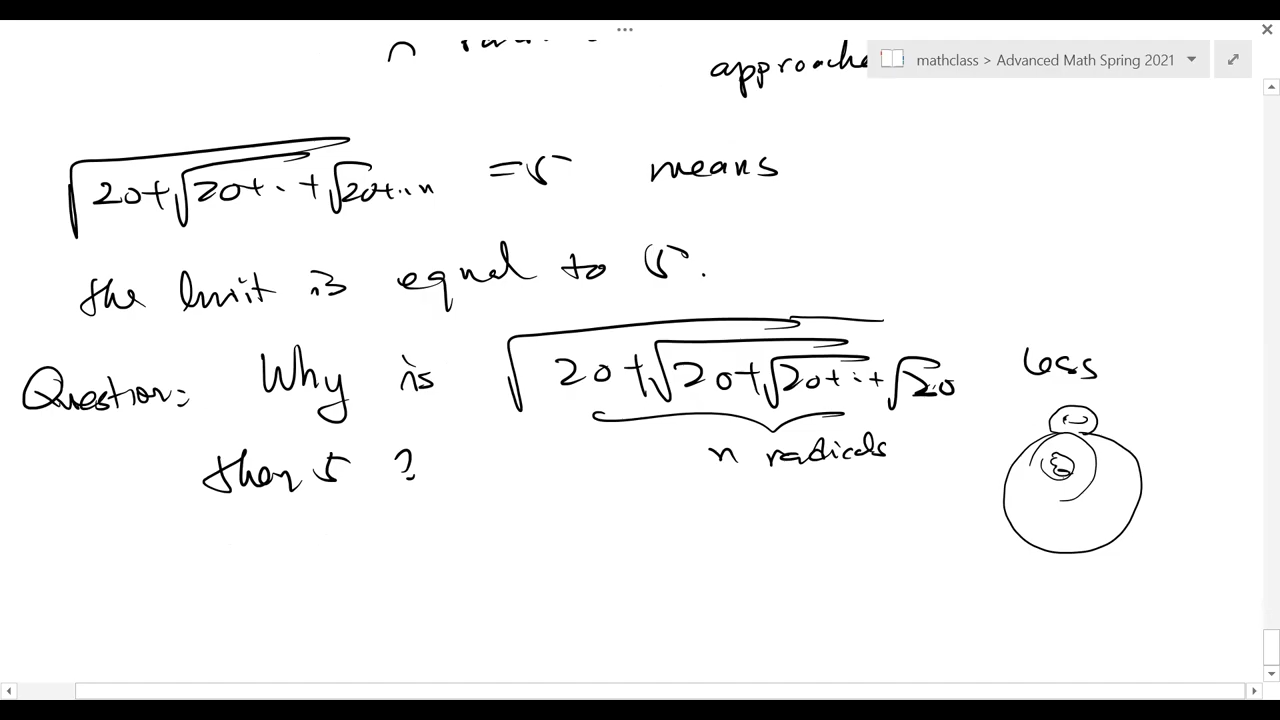 mathclass > Advanced Math Spring 2021
n
approache
√20+√20+..+√20+... = 5 means
the limit is equal to 5.
Question: Why is √20+√20+√20+..+√20 less
n radicals
than 5 ?